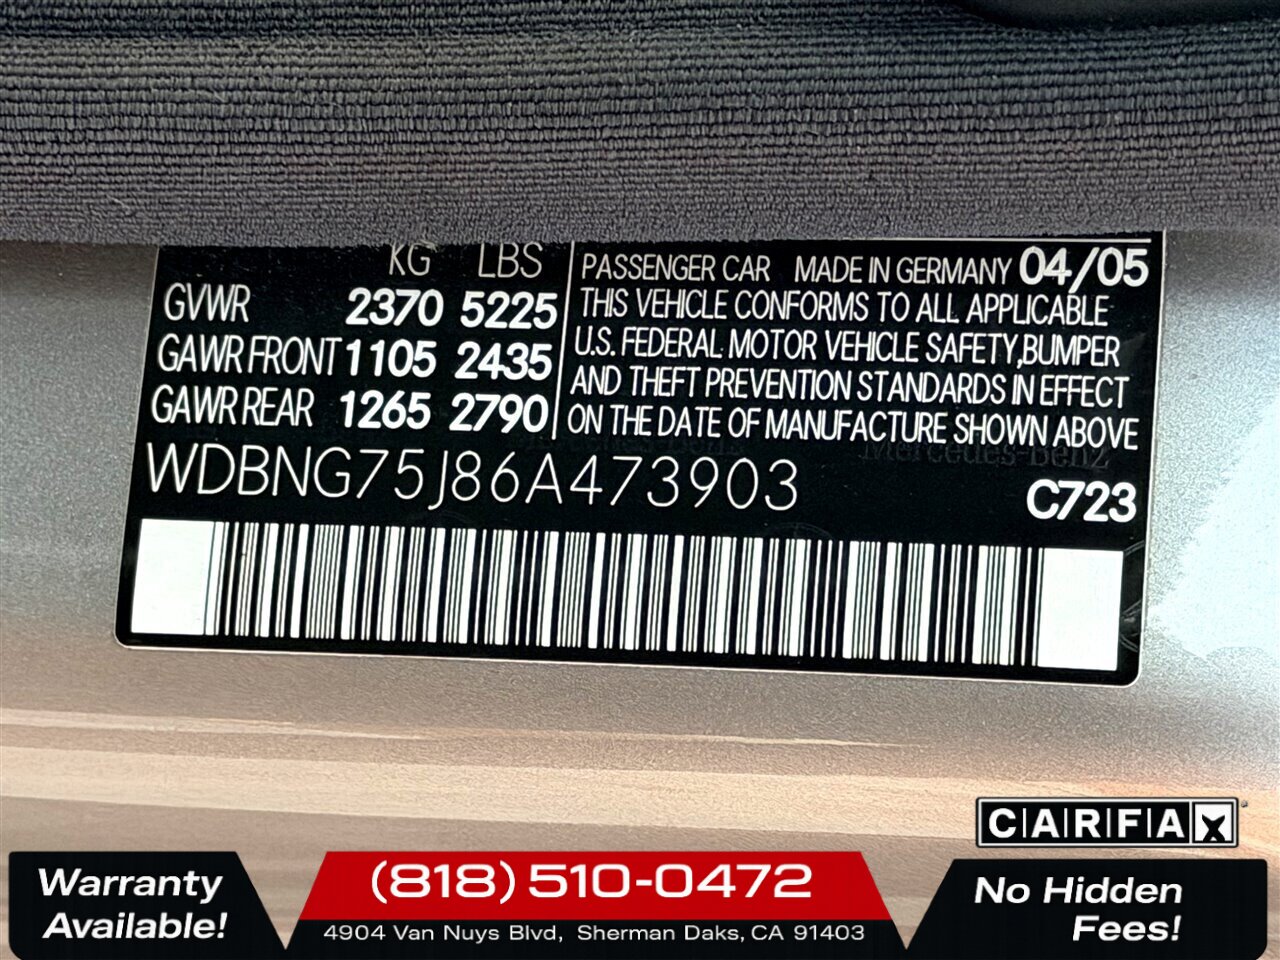 KG LBS
GVWR 2370 5225
GAWR FRONT 1105 2435
GAWR REAR 1265 2790
PASSENGER CAR MADE IN GERMANY 04/05
THIS VEHICLE CONFORMS TO ALL APPLICABLE
U.S. FEDERAL MOTOR VEHICLE SAFETY,BUMPER
AND THEFT PREVENTION STANDARDS IN EFFECT
ON THE DATE OF MANUFACTURE SHOWN ABOVE
Mercedes-Benz
WDBNG75J86A473903
C723
CARFAX
Warranty
Available!
(818) 510-0472
4904 Van Nuys Blvd, Sherman Daks, CA 91403
No Hidden
Fees!